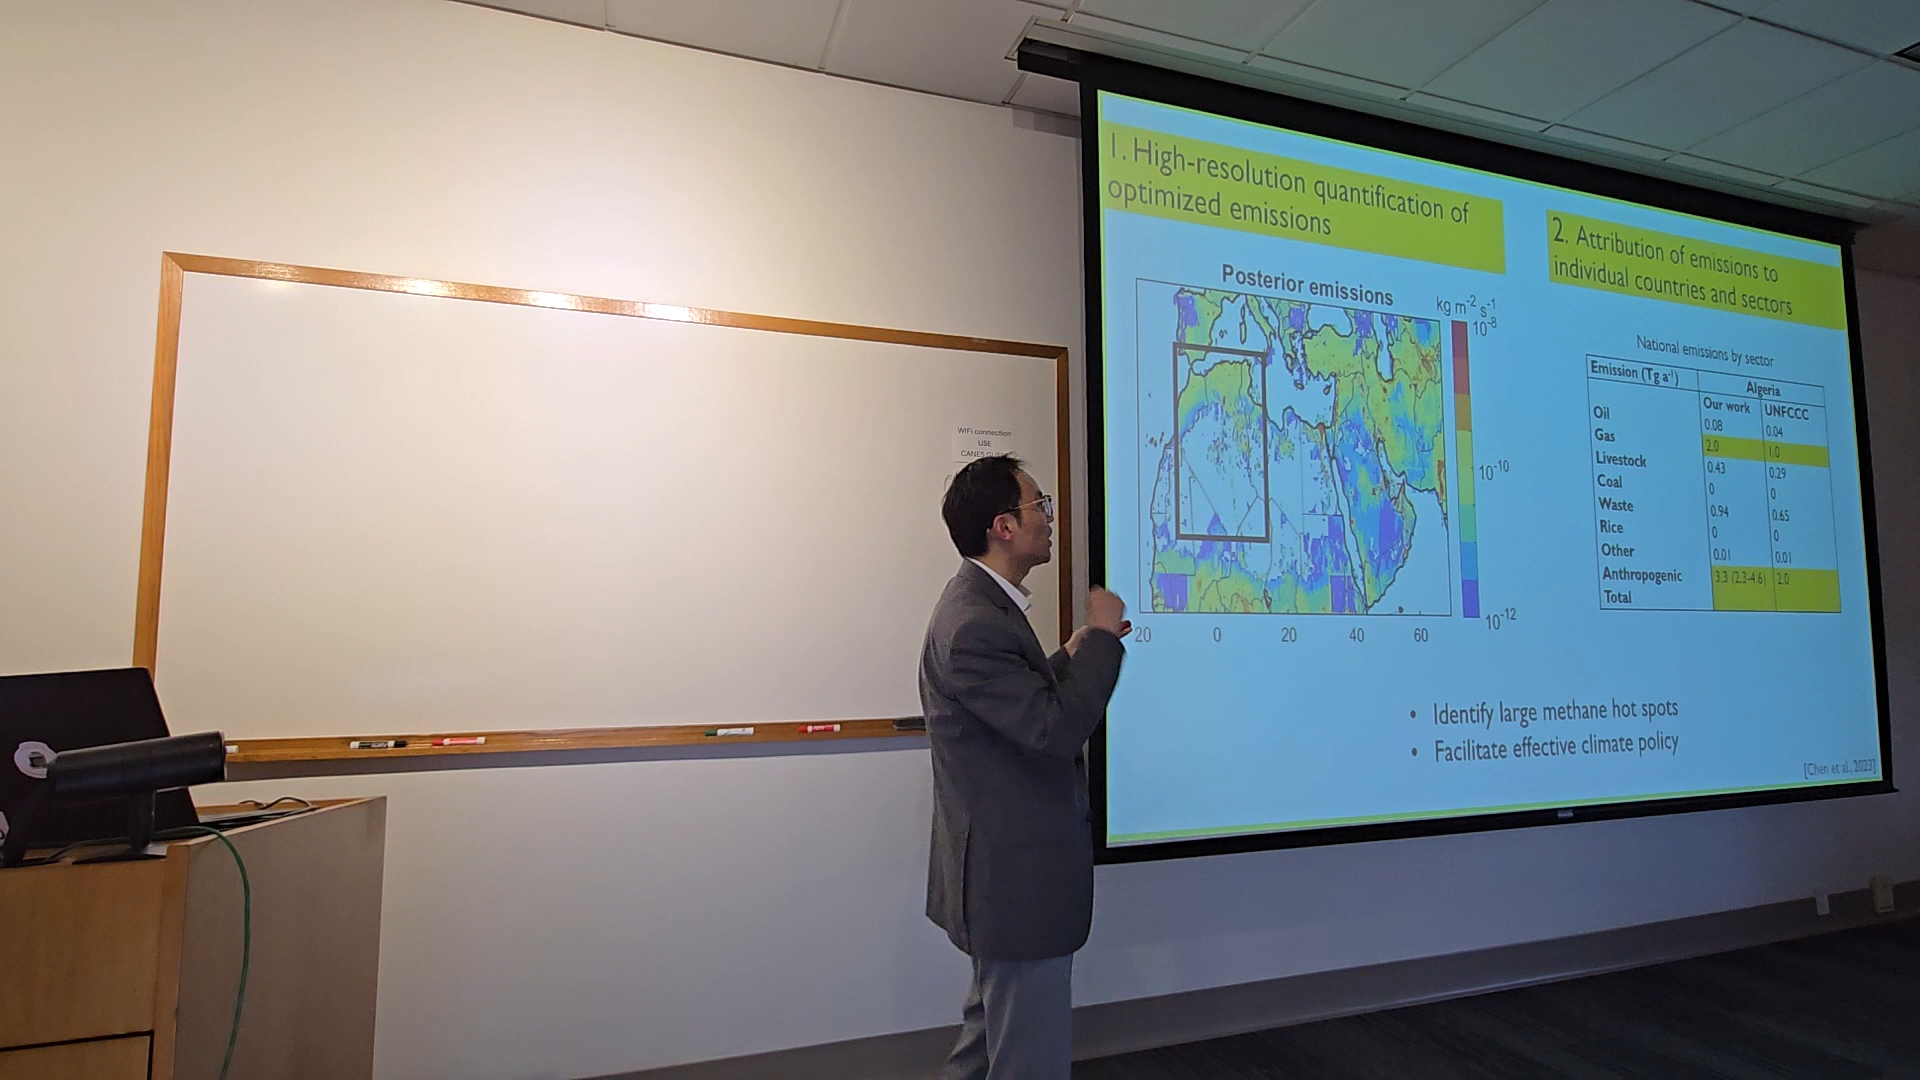 WIFI connection
USE
1. High-resolution quantification of
optimized emissions
Posterior emissions
kg m⁻² s⁻¹
10⁻⁸
10⁻¹⁰
10⁻¹²
20
0
20
40
60
2. Attribution of emissions to
individual countries and sectors
National emissions by sector
Emission (Tg a⁻¹) Algeria
Our work UNFCCC
Oil 0.08 0.04
Gas 2.0 1.0
Livestock 0.43 0.29
Coal 0 0
Waste 0.94 0.65
Rice 0 0
Other 0.01 0.01
Anthropogenic 3.3 (2.3-4.6) 2.0
Total
• Identify large methane hot spots
• Facilitate effective climate policy
[Chen et al., 2023]